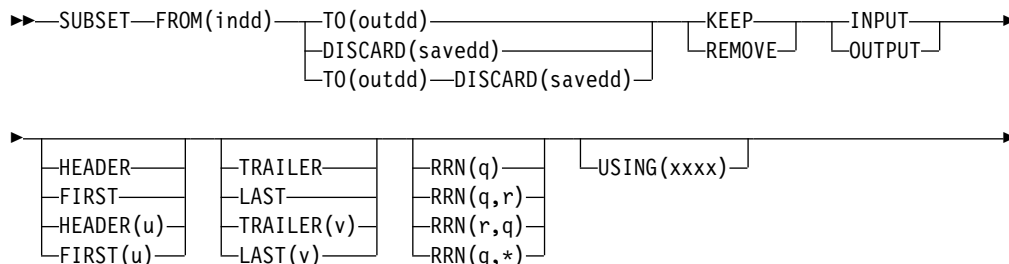 SUBSET FROM(indd) TO(outdd) KEEP INPUT
DISCARD(savedd) REMOVE OUTPUT
TO(outdd) DISCARD(savedd)
HEADER TRAILER RRN(q) USING(xxxx)
FIRST LAST RRN(q,r)
HEADER(u) TRAILER(v) RRN(r,q)
FIRST(u) LAST(v) RRN(q,*)